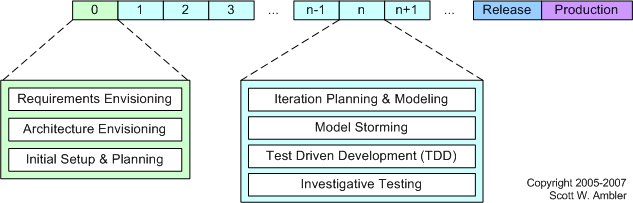 0 1 2 3 ... n-1 n n+1 ... Release Production
Requirements Envisioning
Architecture Envisioning
Initial Setup & Planning
Iteration Planning & Modeling
Model Storming
Test Driven Development (TDD)
Investigative Testing
Copyright 2005-2007
Scott W. Ambler